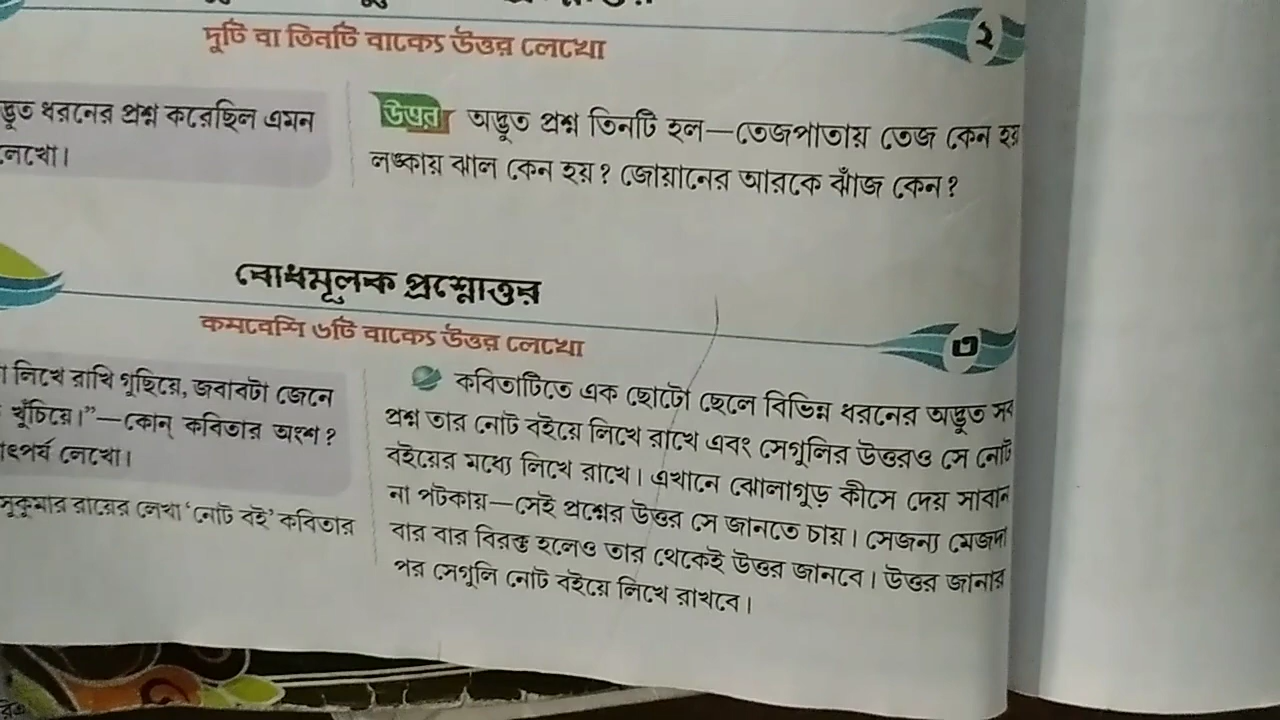 দুটি বা তিনটি বাক্যে উত্তর লেখো
২
ধরনের প্রশ্ন করেছিল এমন
উত্তর অদ্ভুত প্রশ্ন তিনটি হল—তেজপাতায় তেজ কেন হয়
লঙ্কায় ঝাল কেন হয়? জোয়ানের আরকে ঝাঁজ কেন?
বোধমূলক প্রশ্নোত্তর
কমবেশি ৬টি বাক্যে উত্তর লেখো
৩
লিখে রাখি গুছিয়ে, জবাবটা জেনে
খুঁচিয়ে।”—কোন্ কবিতার অংশ?
লেখো।
সুকুমার রায়ের লেখা ‘নোট বই’ কবিতার
কবিতাটিতে এক ছোটো ছেলে বিভিন্ন ধরনের অদ্ভুত সব
প্রশ্ন তার নোট বইয়ে লিখে রাখে এবং সেগুলির উত্তরও সে নোট
বইয়ের মধ্যে লিখে রাখে। এখানে ঝোলাগুড় কীসে দেয় সাবান
না পটকায়—সেই প্রশ্নের উত্তর সে জানতে চায়। সেজন্য মেজদা
বার বার বিরক্ত হলেও তার থেকেই উত্তর জানবে। উত্তর জানার
পর সেগুলি নোট বইয়ে লিখে রাখবে।